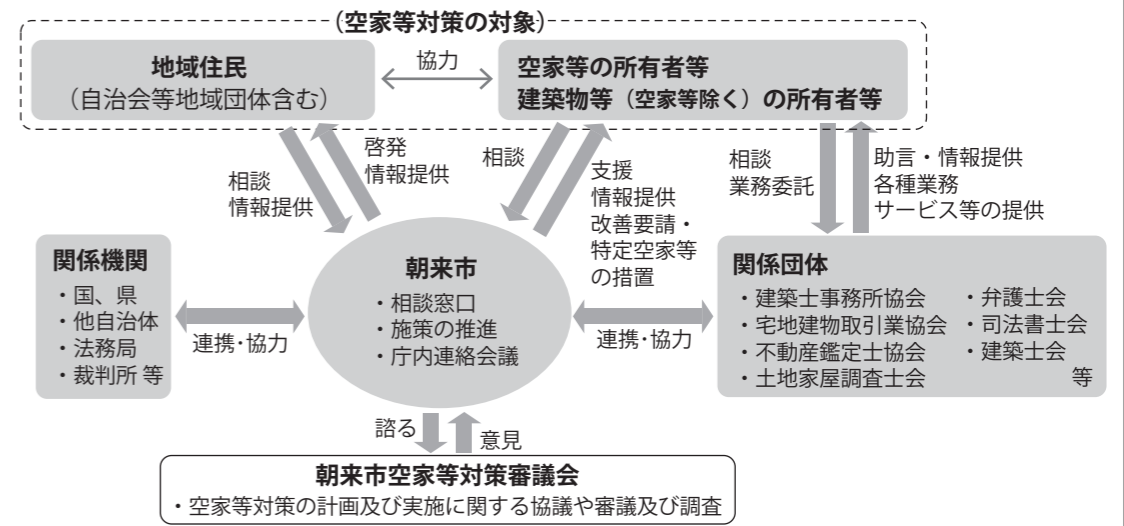 (空家等対策の対象)
地域住民
（自治会等地域団体含む）
協力
空家等の所有者等
建築物等（空家等除く）の所有者等
相談
情報提供
啓発
情報提供
相談
支援
情報提供
改善要請・
特定空家等
の措置
相談
業務委託
助言・情報提供
各種業務
サービス等の提供
関係機関
・国、県
・他自治体
・法務局
・裁判所 等
連携・協力
朝来市
・相談窓口
・施策の推進
・庁内連絡会議
連携・協力
関係団体
・建築士事務所協会
・宅地建物取引業協会
・不動産鑑定士協会
・土地家屋調査士会
・弁護士会
・司法書士会
・建築士会
等
諮る
意見
朝来市空家等対策審議会
・空家等対策の計画及び実施に関する協議や審議及び調査